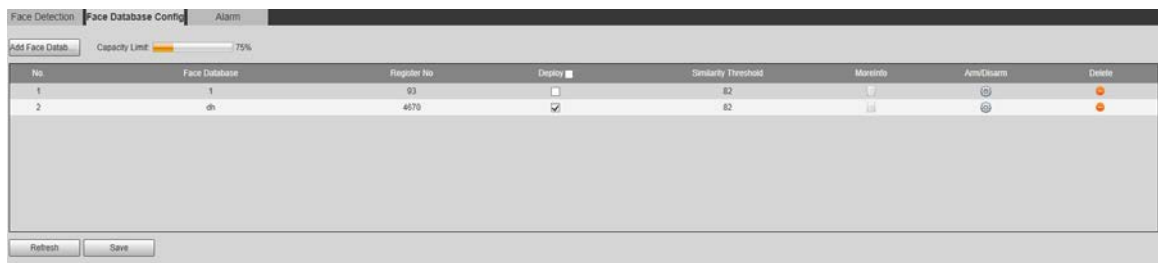 Face Detection Face Database Config Alarm
Add Face Datab... Capacity Limit: 75%
No. Face Database Register No Deploy Similarity Threshold MoreInfo Arm/Disarm Delete
1 1 93 82
2 dh 4670 82
Refresh Save